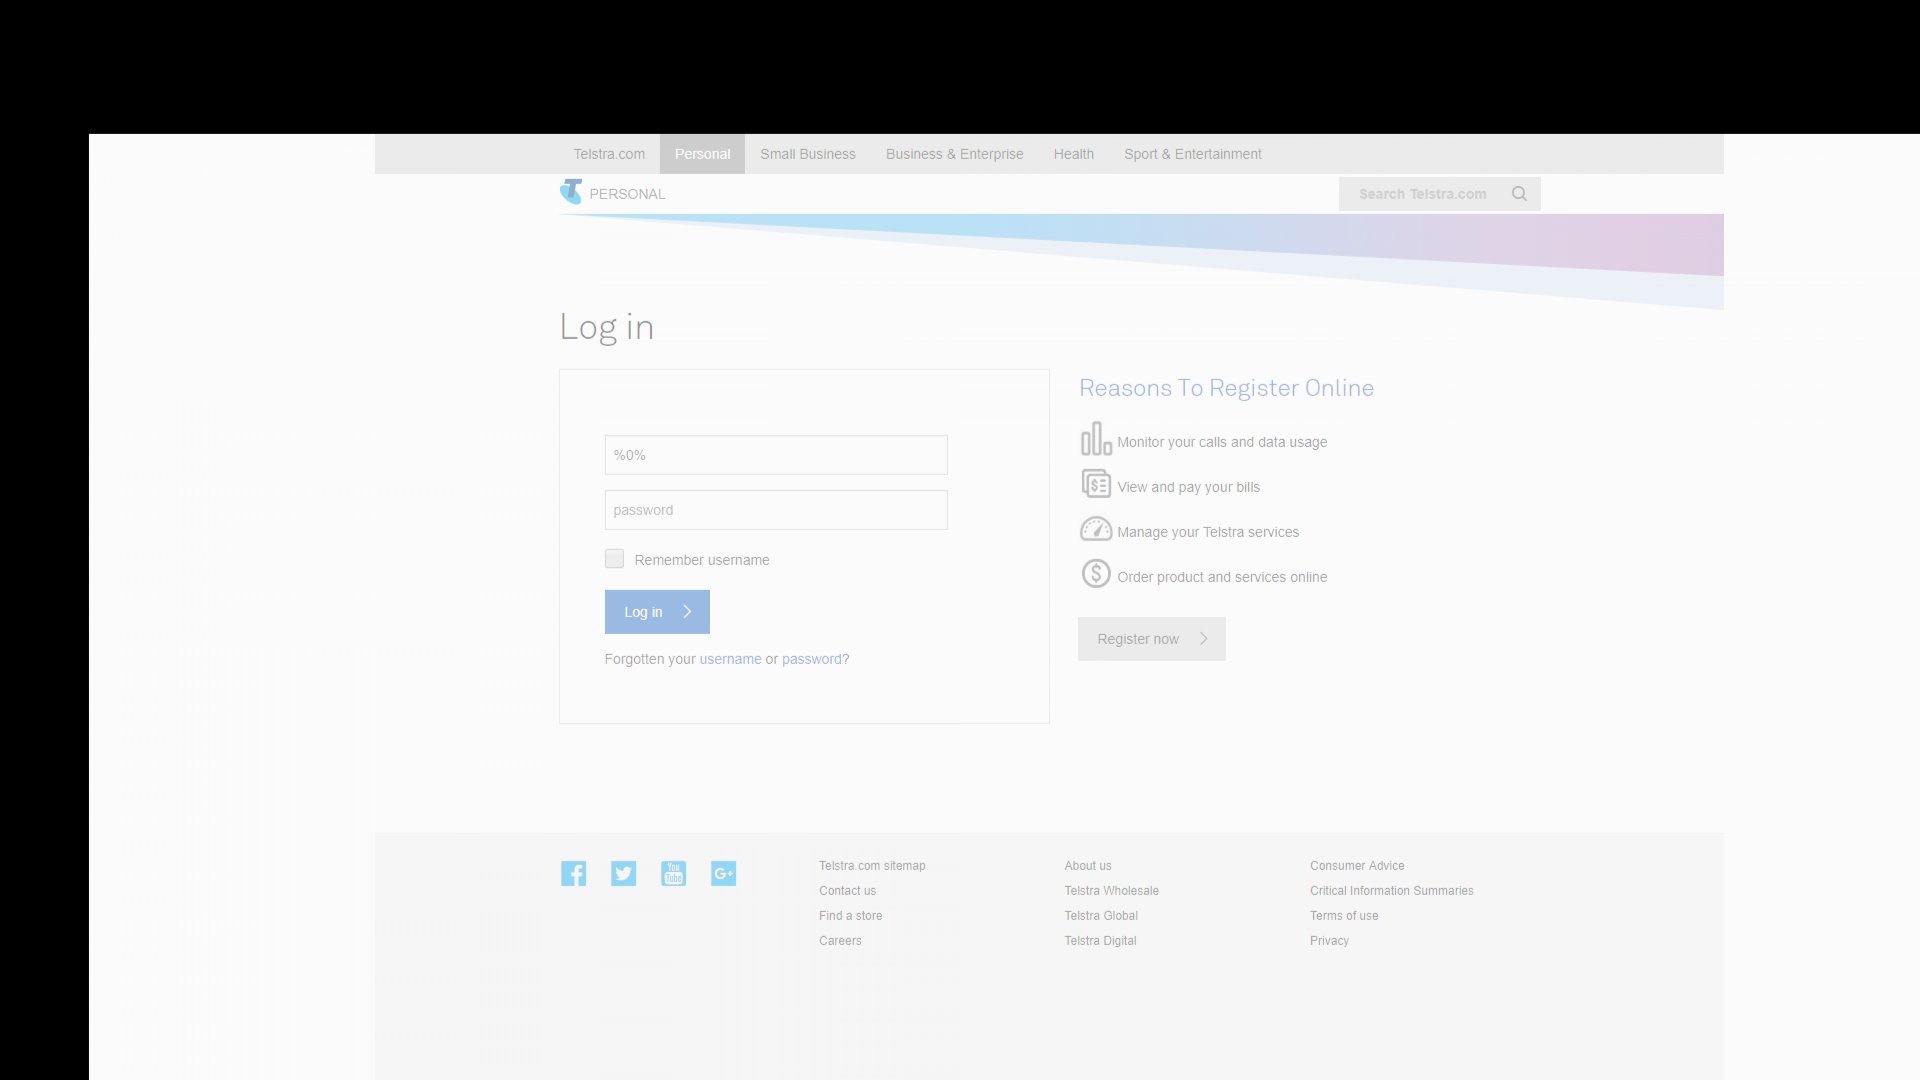 Telstra.com Personal Small Business Business & Enterprise Health Sport & Entertainment
T PERSONAL Search Telstra.com
Log in
Reasons To Register Online
%0%
Monitor your calls and data usage
View and pay your bills
password
Manage your Telstra services
Remember username
Order product and services online
Log in
Register now
Forgotten your username or password?
Telstra.com sitemap About us Consumer Advice
You Tube G+
Contact us Telstra Wholesale Critical Information Summaries
Find a store Telstra Global Terms of use
Careers Telstra Digital Privacy